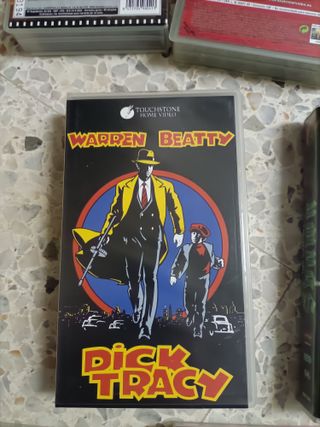 TOUCHSTONE
HOME VIDEO
WARREN BEATTY
DICK
TRACY